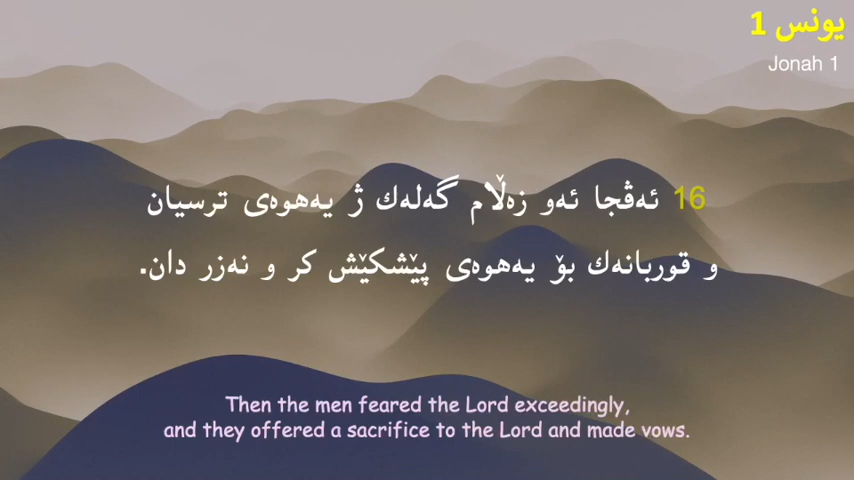 یونس 1
Jonah 1
16 ئەڤجا ئەو زەڵام گەلەك ژ یەهوەی ترسیان.
و قوربانەك بۆ یەهوەی پێشکێش کر و نەزر دان.
Then the men feared the Lord exceedingly,
and they offered a sacrifice to the Lord and made vows.